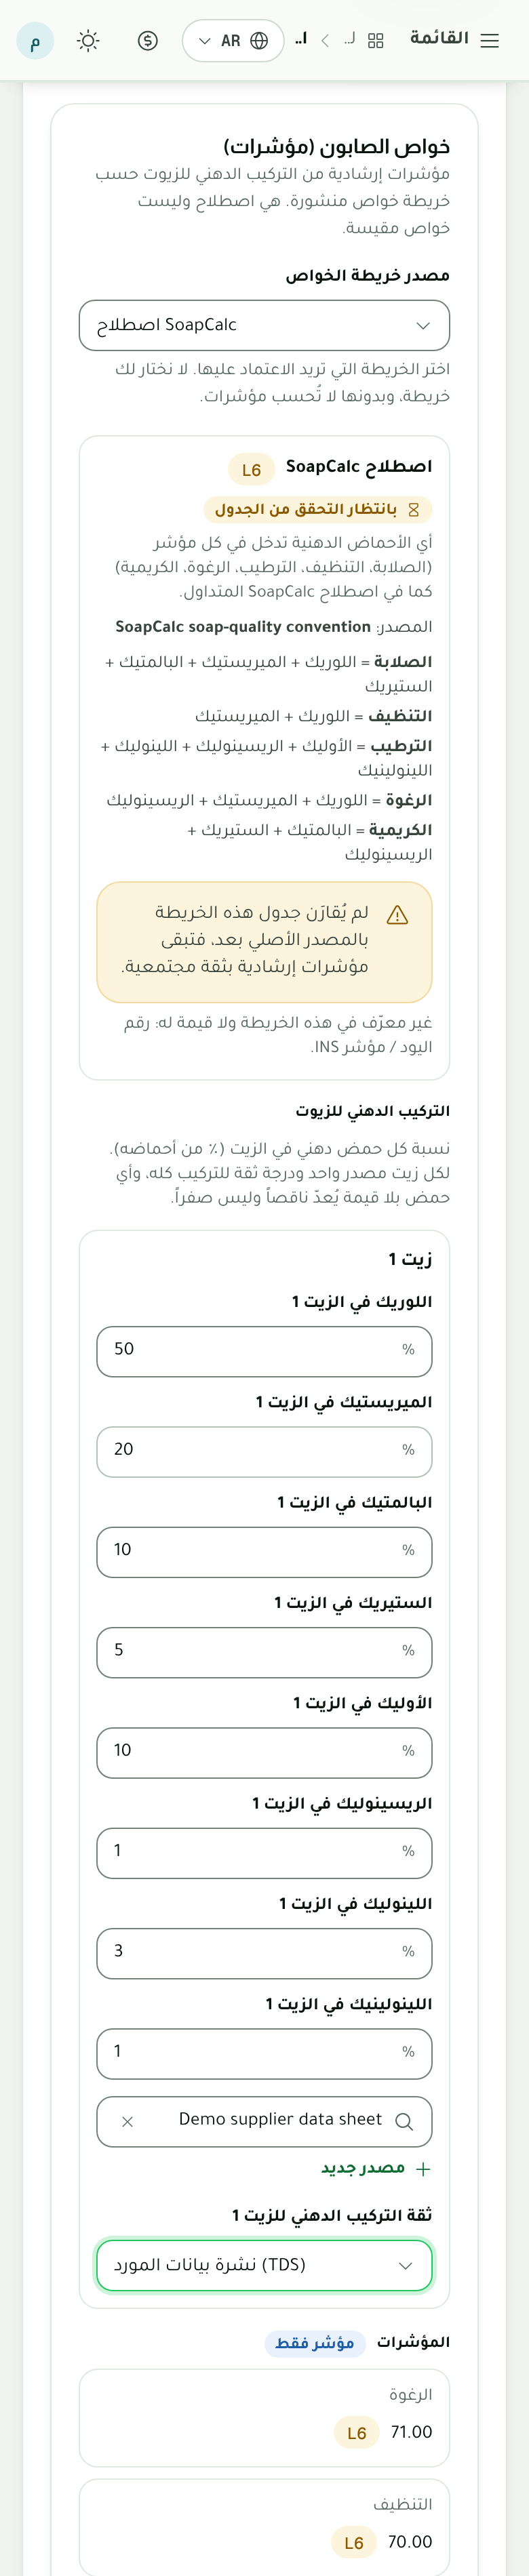 القائمة
لـ..
ا..
AR
م
خواص الصابون (مؤشرات)
مؤشرات إرشادية من التركيب الدهني للزيوت حسب
خريطة خواص منشورة. هي اصطلاح وليست
خواص مقيسة.
مصدر خريطة الخواص
اصطلاح SoapCalc
اختر الخريطة التي تريد الاعتماد عليها. لا نختار لك
خريطة، وبدونها لا تُحسب مؤشرات.
اصطلاح SoapCalc L6
بانتظار التحقق من الجدول
أي الأحماض الدهنية تدخل في كل مؤشر
(الصلابة، التنظيف، الترطيب، الرغوة، الكريمية)
كما في اصطلاح SoapCalc المتداول.
المصدر: SoapCalc soap-quality convention
الصلابة = اللوريك + الميريستيك + البالمتيك +
الستيريك
التنظيف = اللوريك + الميريستيك
الترطيب = الأوليك + الريسينوليك + اللينوليك +
اللينولينيك
الرغوة = اللوريك + الميريستيك + الريسينوليك
الكريمية = البالمتيك + الستيريك +
الريسينوليك
لم يُقارَن جدول هذه الخريطة
بالمصدر الأصلي بعد، فتبقى
مؤشرات إرشادية بثقة مجتمعية.
غير معرّف في هذه الخريطة ولا قيمة له: رقم
اليود / مؤشر INS.
التركيب الدهني للزيوت
نسبة كل حمض دهني في الزيت (٪ من أحماضه).
لكل زيت مصدر واحد ودرجة ثقة للتركيب كله، وأي
حمض بلا قيمة يُعدّ ناقصاً وليس صفراً.
زيت 1
اللوريك في الزيت 1
% 50
الميريستيك في الزيت 1
% 20
البالمتيك في الزيت 1
% 10
الستيريك في الزيت 1
% 5
الأوليك في الزيت 1
% 10
الريسينوليك في الزيت 1
% 1
اللينوليك في الزيت 1
% 3
اللينولينيك في الزيت 1
% 1
Demo supplier data sheet
مصدر جديد
ثقة التركيب الدهني للزيت 1
نشرة بيانات المورد (TDS)
المؤشرات مؤشر فقط
الرغوة
71.00 L6
التنظيف
70.00 L6